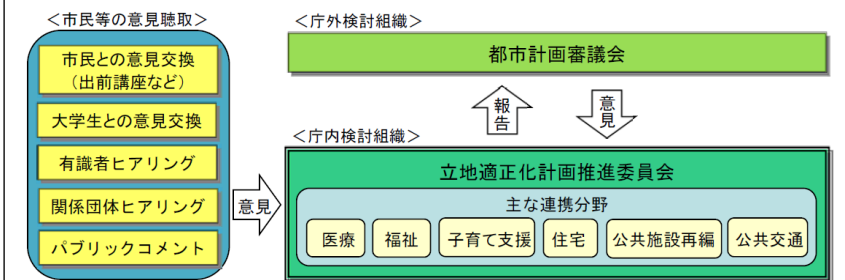 ＜市民等の意見聴取＞
市民との意見交換
（出前講座など）
大学生との意見交換
有識者ヒアリング
関係団体ヒアリング
パブリックコメント
意見
＜庁外検討組織＞
都市計画審議会
報告
意見
＜庁内検討組織＞
立地適正化計画推進委員会
主な連携分野
医療
福祉
子育て支援
住宅
公共施設再編
公共交通